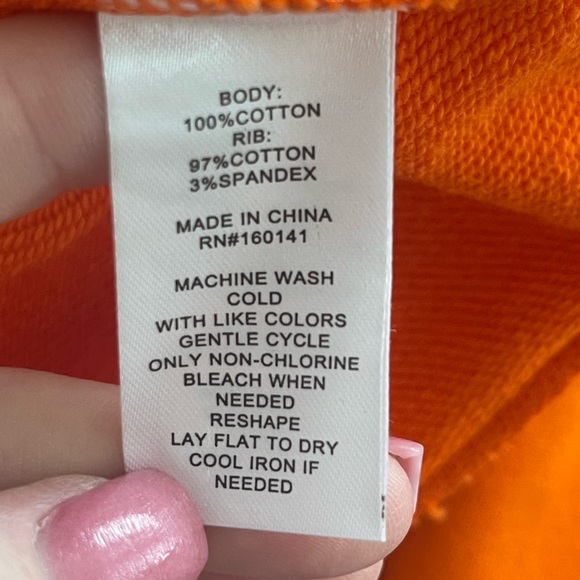 BODY:
100%COTTON
RIB:
97%COTTON
3%SPANDEX
MADE IN CHINA
RN#160141
MACHINE WASH
COLD
WITH LIKE COLORS
GENTLE CYCLE
ONLY NON-CHLORINE
BLEACH WHEN
NEEDED
RESHAPE
LAY FLAT TO DRY
COOL IRON IF
NEEDED